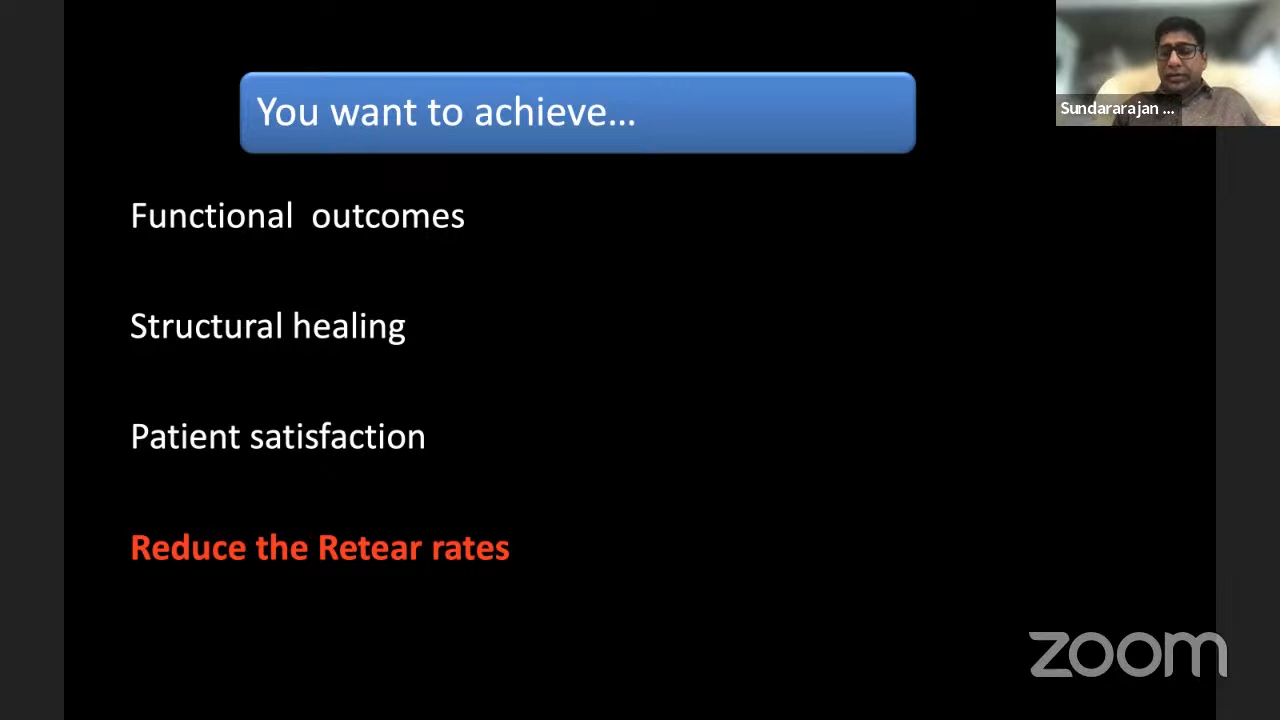 You want to achieve...
Sundararajan ...
Functional outcomes
Structural healing
Patient satisfaction
Reduce the Retear rates
zoom